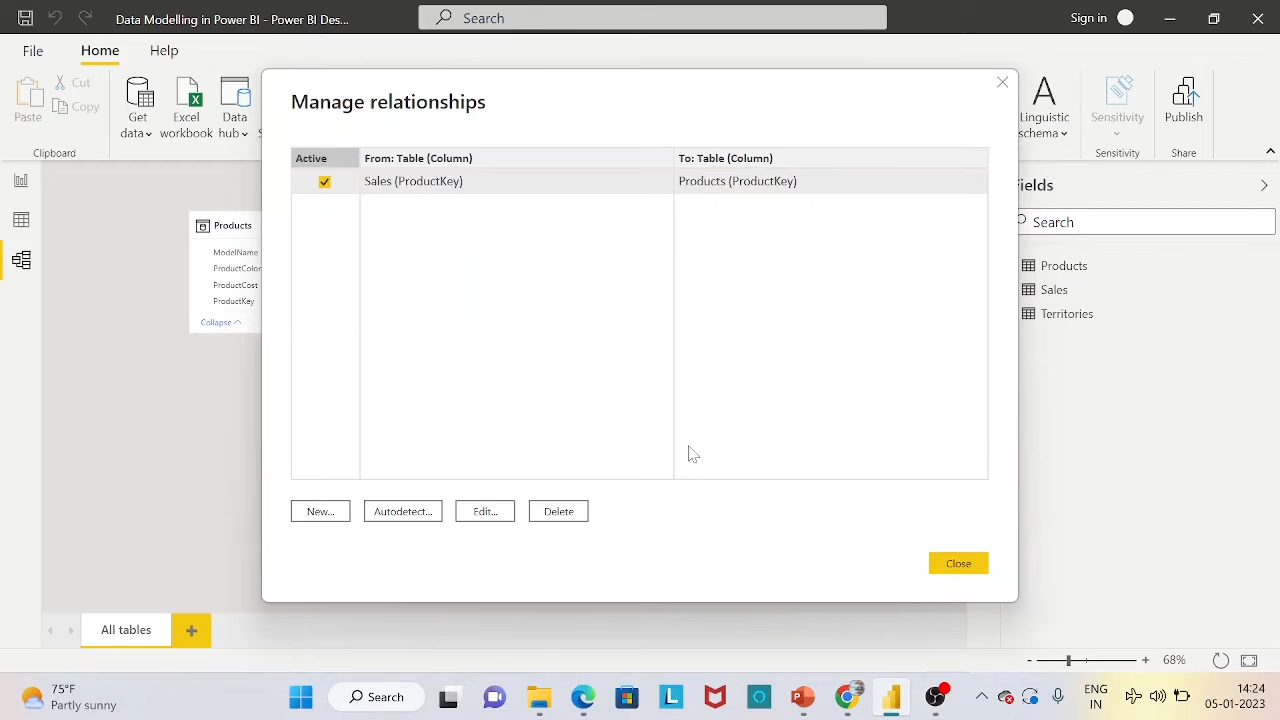 Data Modelling in Power BI - Power BI Des...
Search
Sign in
File
Home
Help
Paste
Cut
Copy
Get
data
Excel
workbook
Data
hub
Linguistic
schema
Sensitivity
Publish
Clipboard
Sensitivity
Share
Manage relationships
Active
From: Table (Column)
To: Table (Column)
Sales (ProductKey)
Products (ProductKey)
Products
ModelName
ProductColor
ProductCost
ProductKey
Collapse
ields
Search
Products
Sales
Territories
New...
Autodetect...
Edit...
Delete
Close
All tables
68%
75°F
Partly sunny
Search
ENG
IN
14:24
05-01-2023